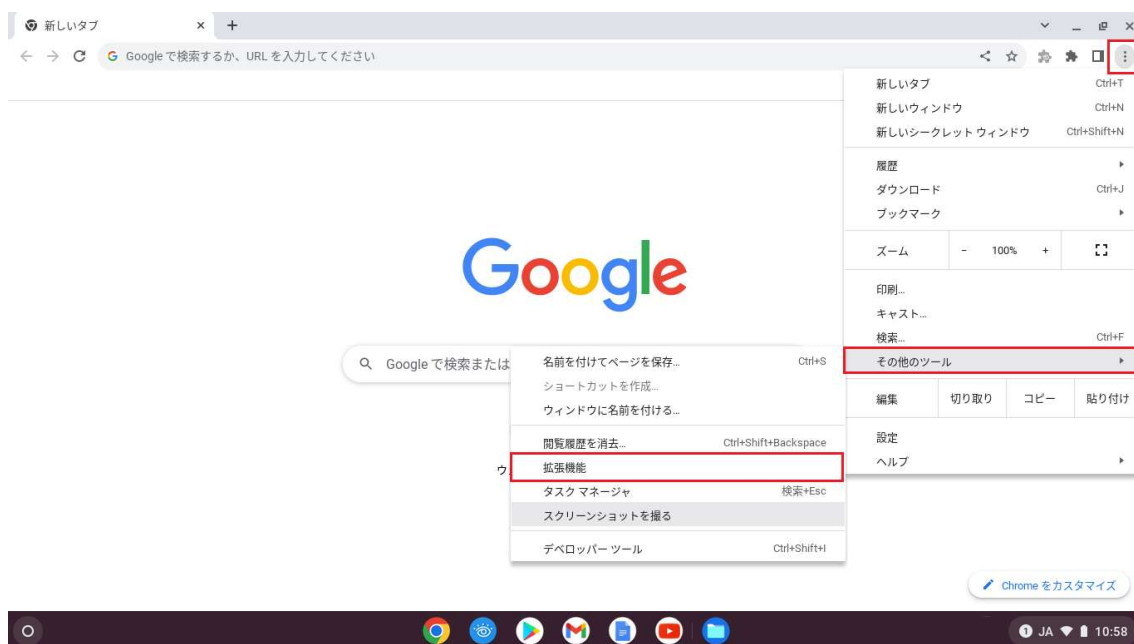 新しいタブ
Google で検索するか、URL を入力してください
新しいタブ Ctrl+T
新しいウィンドウ Ctrl+N
新しいシークレット ウィンドウ Ctrl+Shift+N
履歴
ダウンロード Ctrl+J
ブックマーク
ズーム - 100% +
印刷...
キャスト...
検索... Ctrl+F
その他のツール
編集 切り取り コピー 貼り付け
設定
ヘルプ
Google
Google で検索または
名前を付けてページを保存... Ctrl+S
ショートカットを作成...
ウィンドウに名前を付ける...
閲覧履歴を消去... Ctrl+Shift+Backspace
ウ
拡張機能
タスク マネージャ 検索+Esc
スクリーンショットを撮る
デベロッパー ツール Ctrl+Shift+I
Chrome をカスタマイズ
1 JA 10:58